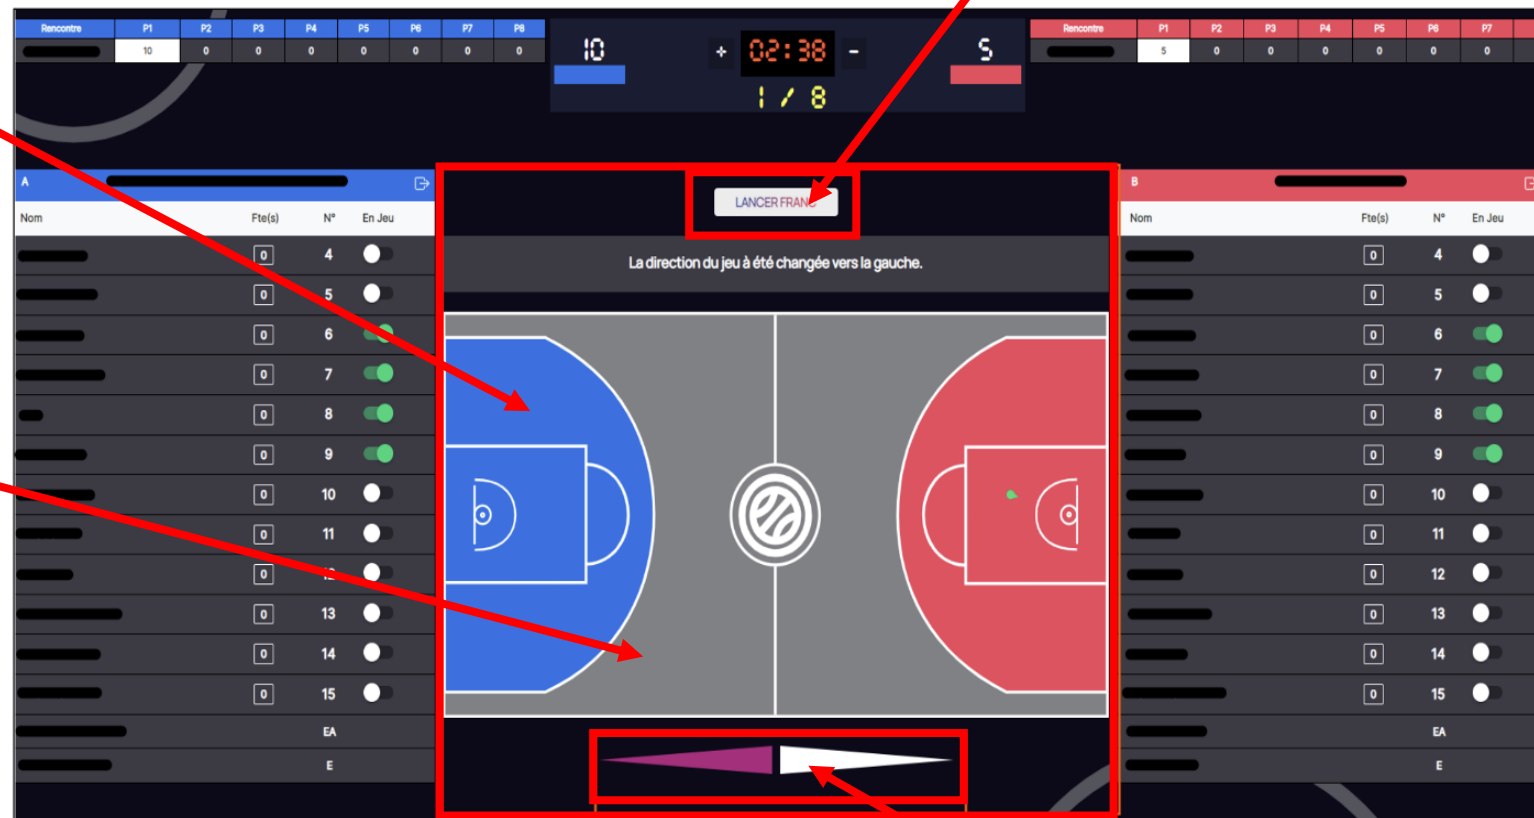 Rencontre P1 P2 P3 P4 P5 P6 P7 P8
10 0 0 0 0 0 0 0
10 + 02:38 - 5
1 / 8
Rencontre P1 P2 P3 P4 P5 P6 P7
5 0 0 0 0 0 0
A
Nom Fte(s) N° En Jeu
0 4
0 5
0 6
0 7
0 8
0 9
0 10
0 11
0 12
0 13
0 14
0 15
EA
E
LANCER FRANC
La direction du jeu à été changée vers la gauche.
B
Nom Fte(s) N° En Jeu
0 4
0 5
0 6
0 7
0 8
0 9
0 10
0 11
0 12
0 13
0 14
0 15
EA
E